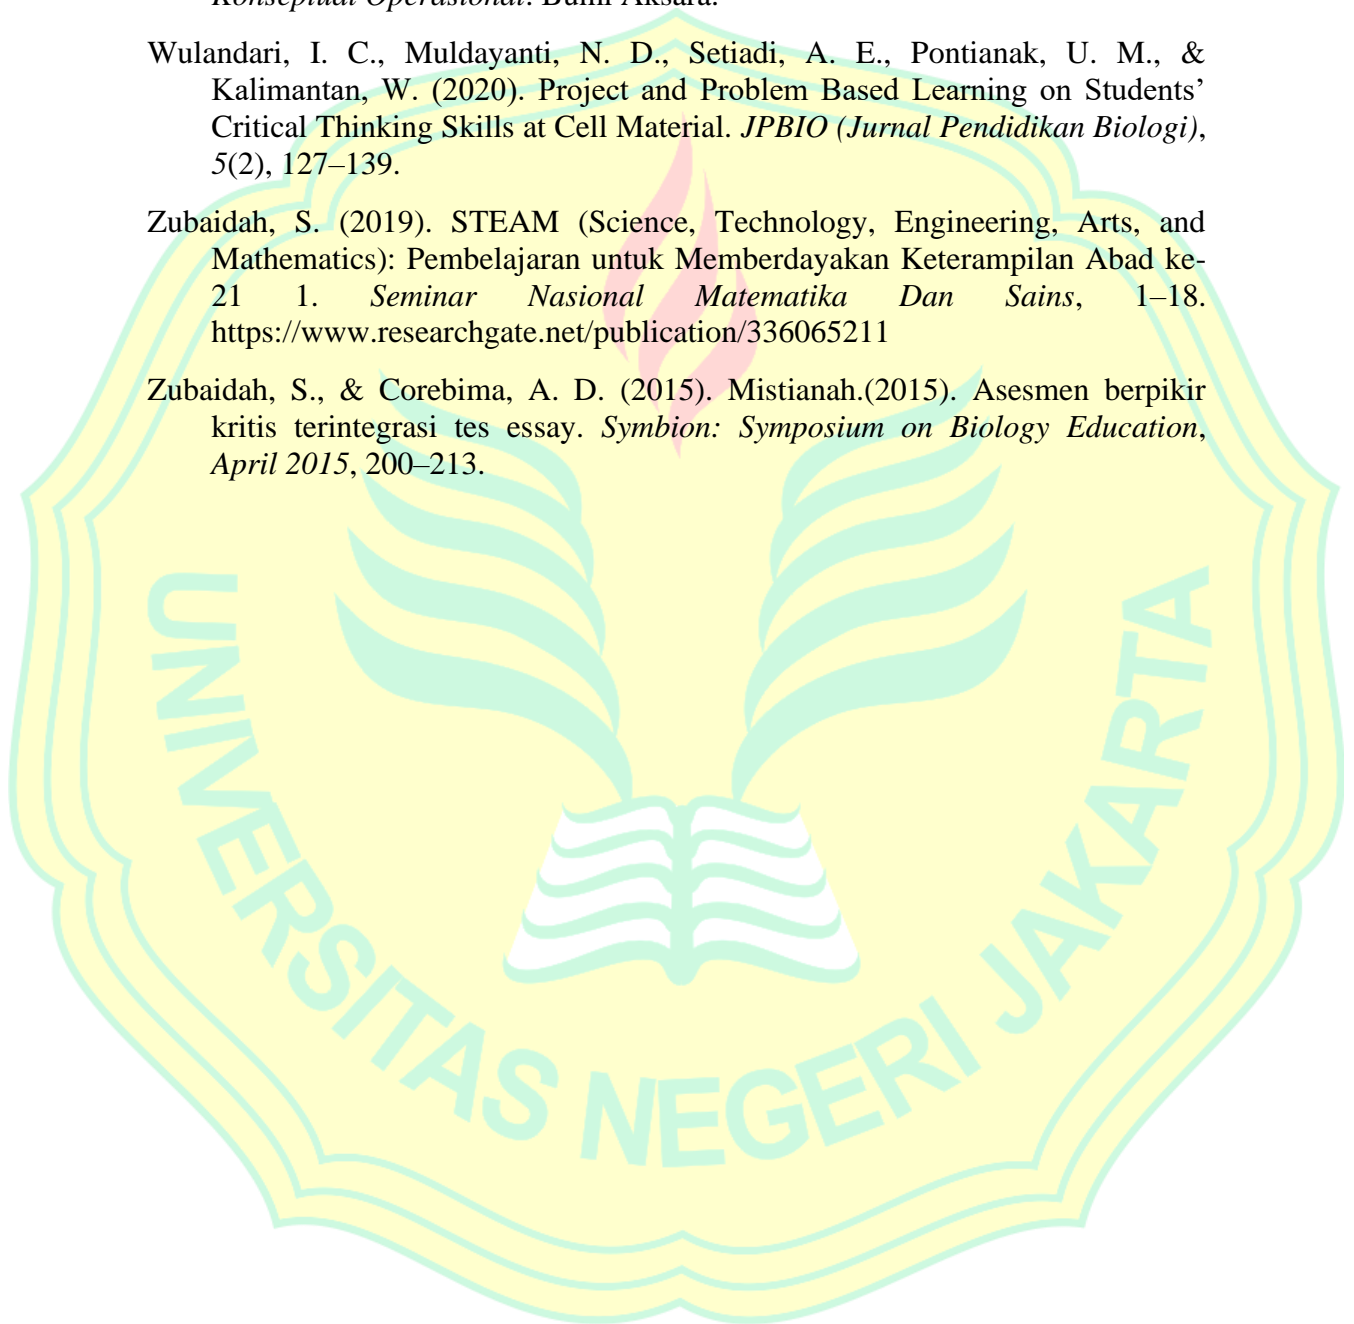 Konseptual Operasional. Bumi Aksara.
Wulandari, I. C., Muldayanti, N. D., Setiadi, A. E., Pontianak, U. M., &
Kalimantan, W. (2020). Project and Problem Based Learning on Students’
Critical Thinking Skills at Cell Material. JPBIO (Jurnal Pendidikan Biologi),
5(2), 127–139.
Zubaidah, S. (2019). STEAM (Science, Technology, Engineering, Arts, and
Mathematics): Pembelajaran untuk Memberdayakan Keterampilan Abad ke-
21 1. Seminar Nasional Matematika Dan Sains, 1–18.
https://www.researchgate.net/publication/336065211
Zubaidah, S., & Corebima, A. D. (2015). Mistianah.(2015). Asesmen berpikir
kritis terintegrasi tes essay. Symbion: Symposium on Biology Education,
April 2015, 200–213.
UNIVERSITAS NEGERI JAKARTA